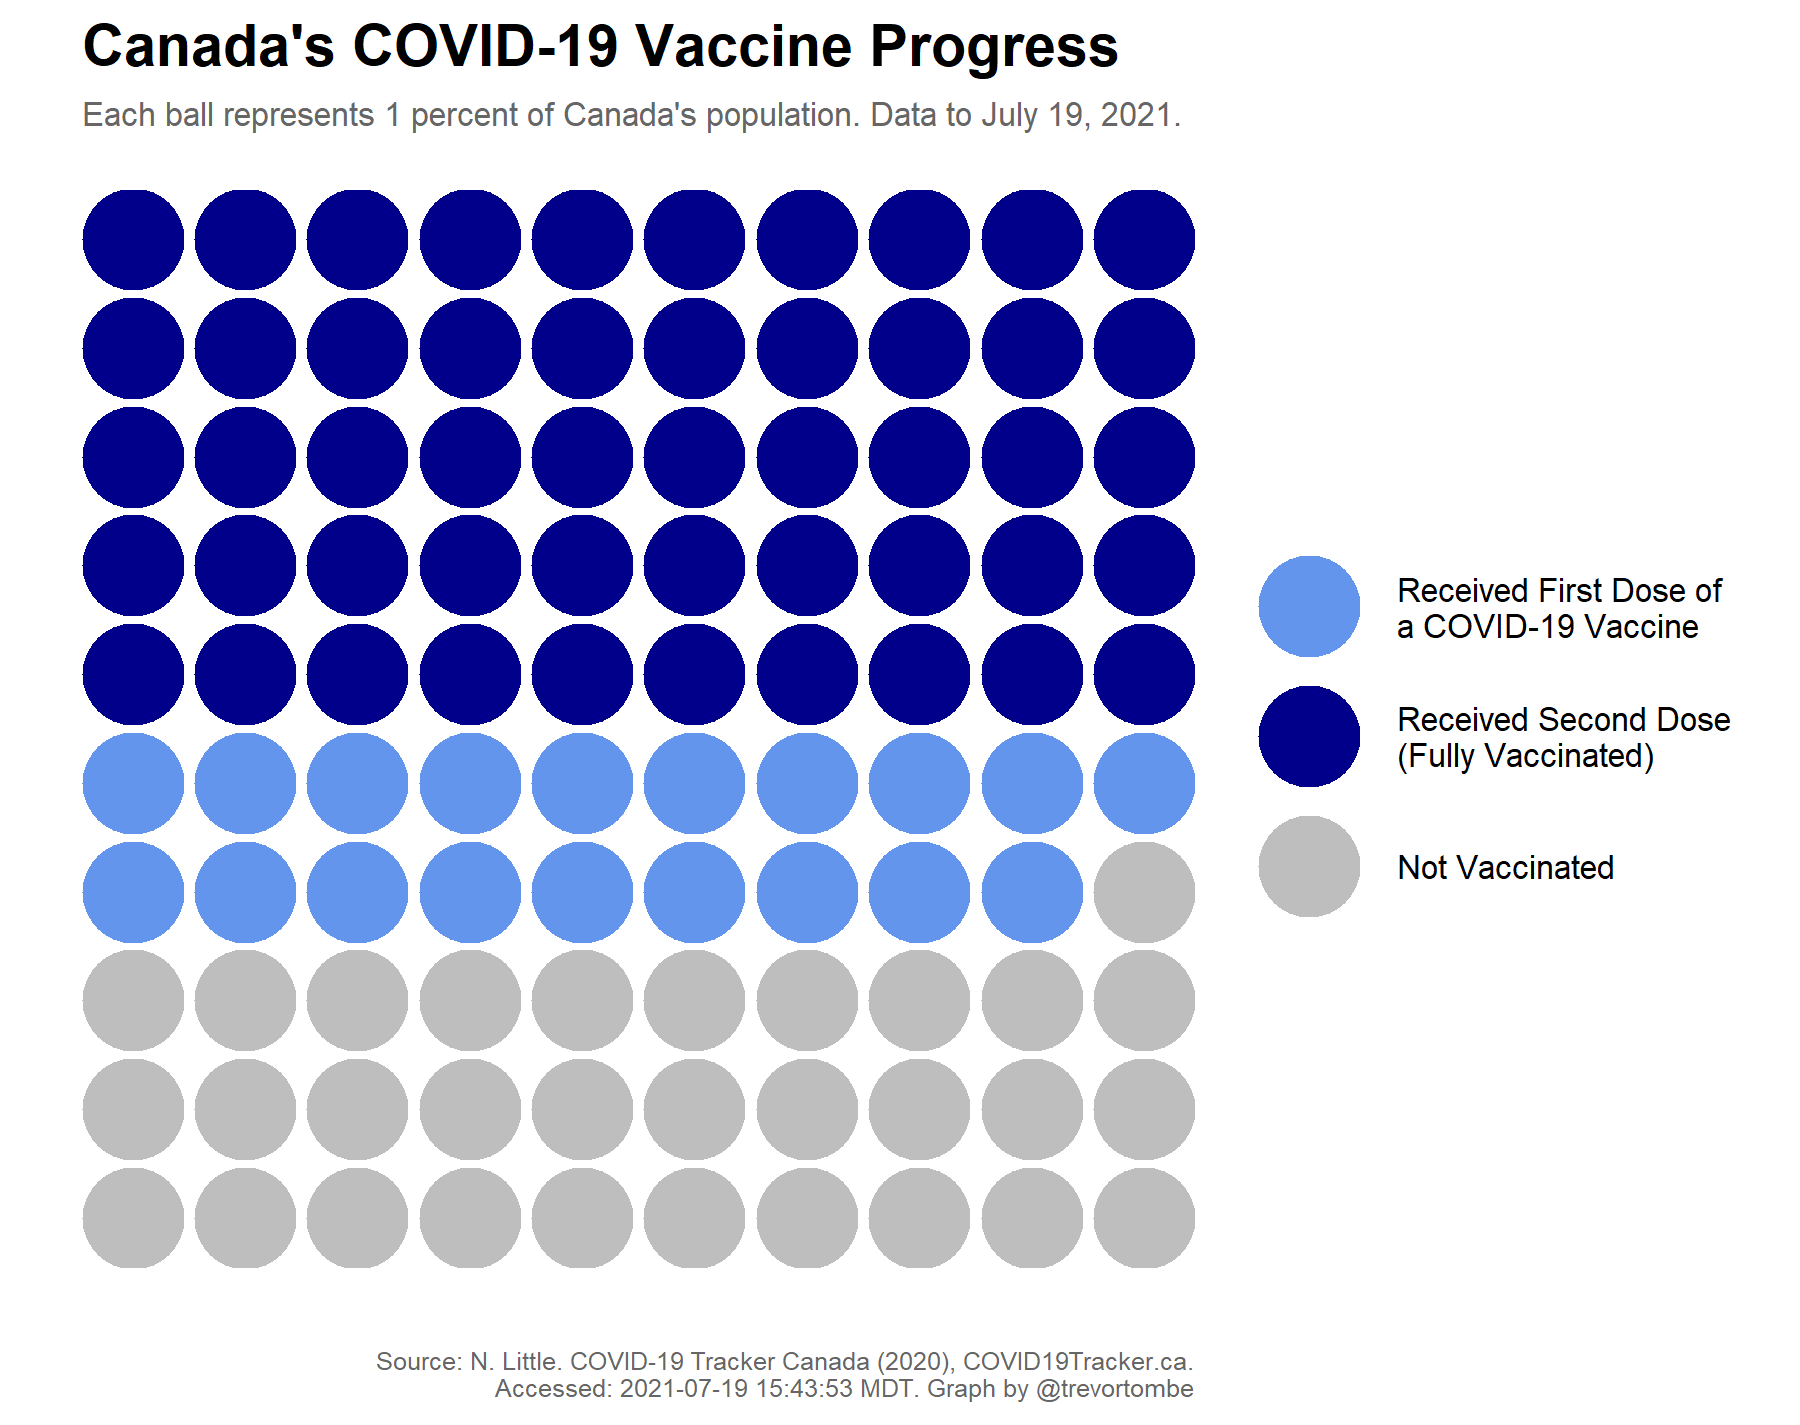 Canada's COVID-19 Vaccine Progress
Each ball represents 1 percent of Canada's population. Data to July 19, 2021.
Received First Dose of
a COVID-19 Vaccine
Received Second Dose
(Fully Vaccinated)
Not Vaccinated
Source: N. Little. COVID-19 Tracker Canada (2020), COVID19Tracker.ca.
Accessed: 2021-07-19 15:43:53 MDT. Graph by @trevortombe